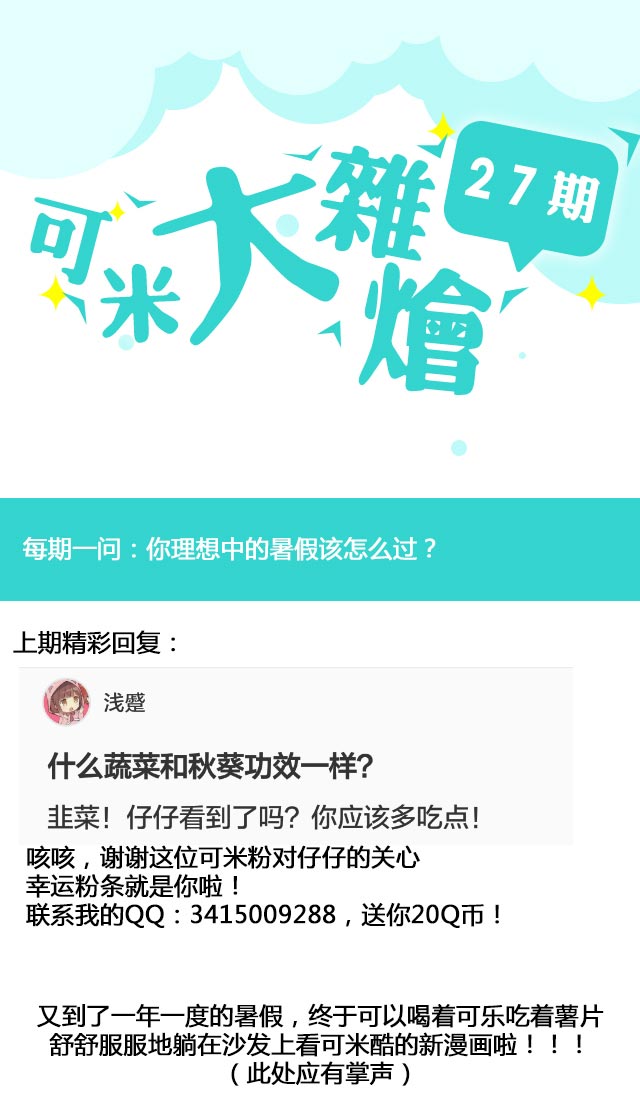 可米大雜燴
27期
每期一问：你理想中的暑假该怎么过？
上期精彩回复：
浅蹙
什么蔬菜和秋葵功效一样？
韭菜！仔仔看到了吗？你应该多吃点！
咳咳，谢谢这位可米粉对仔仔的关心
幸运粉条就是你啦！
联系我的QQ：3415009288，送你20Q币！
又到了一年一度的暑假，终于可以喝着可乐吃着薯片
舒舒服服地躺在沙发上看可米酷的新漫画啦！！！
（此处应有掌声）